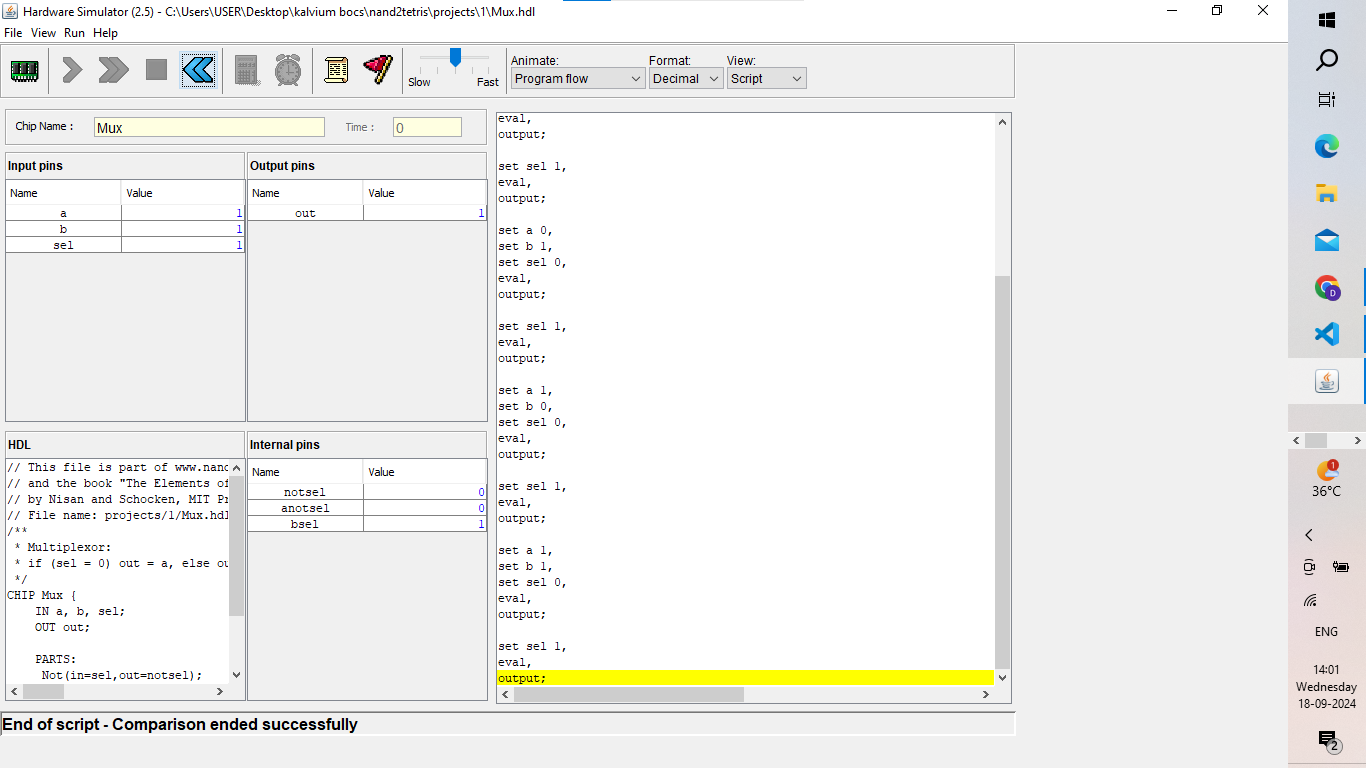 Hardware Simulator (2.5) - C:\Users\USER\Desktop\kalvium bocs\nand2tetris\projects\1\Mux.hdl
File View Run Help
Slow Fast
Animate: Format: View:
Program flow Decimal Script
Chip Name : Mux Time : 0
Input pins
Name Value
a 1
b 1
sel 1
Output pins
Name Value
out 1
HDL
// This file is part of www.nand
// and the book "The Elements of
// by Nisan and Schocken, MIT Pr
// File name: projects/1/Mux.hdl
/**
* Multiplexor:
* if (sel = 0) out = a, else ou
*/
CHIP Mux {
IN a, b, sel;
OUT out;
PARTS:
Not(in=sel,out=notsel);
Internal pins
Name Value
notsel 0
anotsel 0
bsel 1
eval,
output;
set sel 1,
eval,
output;
set a 0,
set b 1,
set sel 0,
eval,
output;
set sel 1,
eval,
output;
set a 1,
set b 0,
set sel 0,
eval,
output;
set sel 1,
eval,
output;
set a 1,
set b 1,
set sel 0,
eval,
output;
set sel 1,
eval,
output;
End of script - Comparison ended successfully
D
1
36°C
ENG
14:01
Wednesday
18-09-2024
2